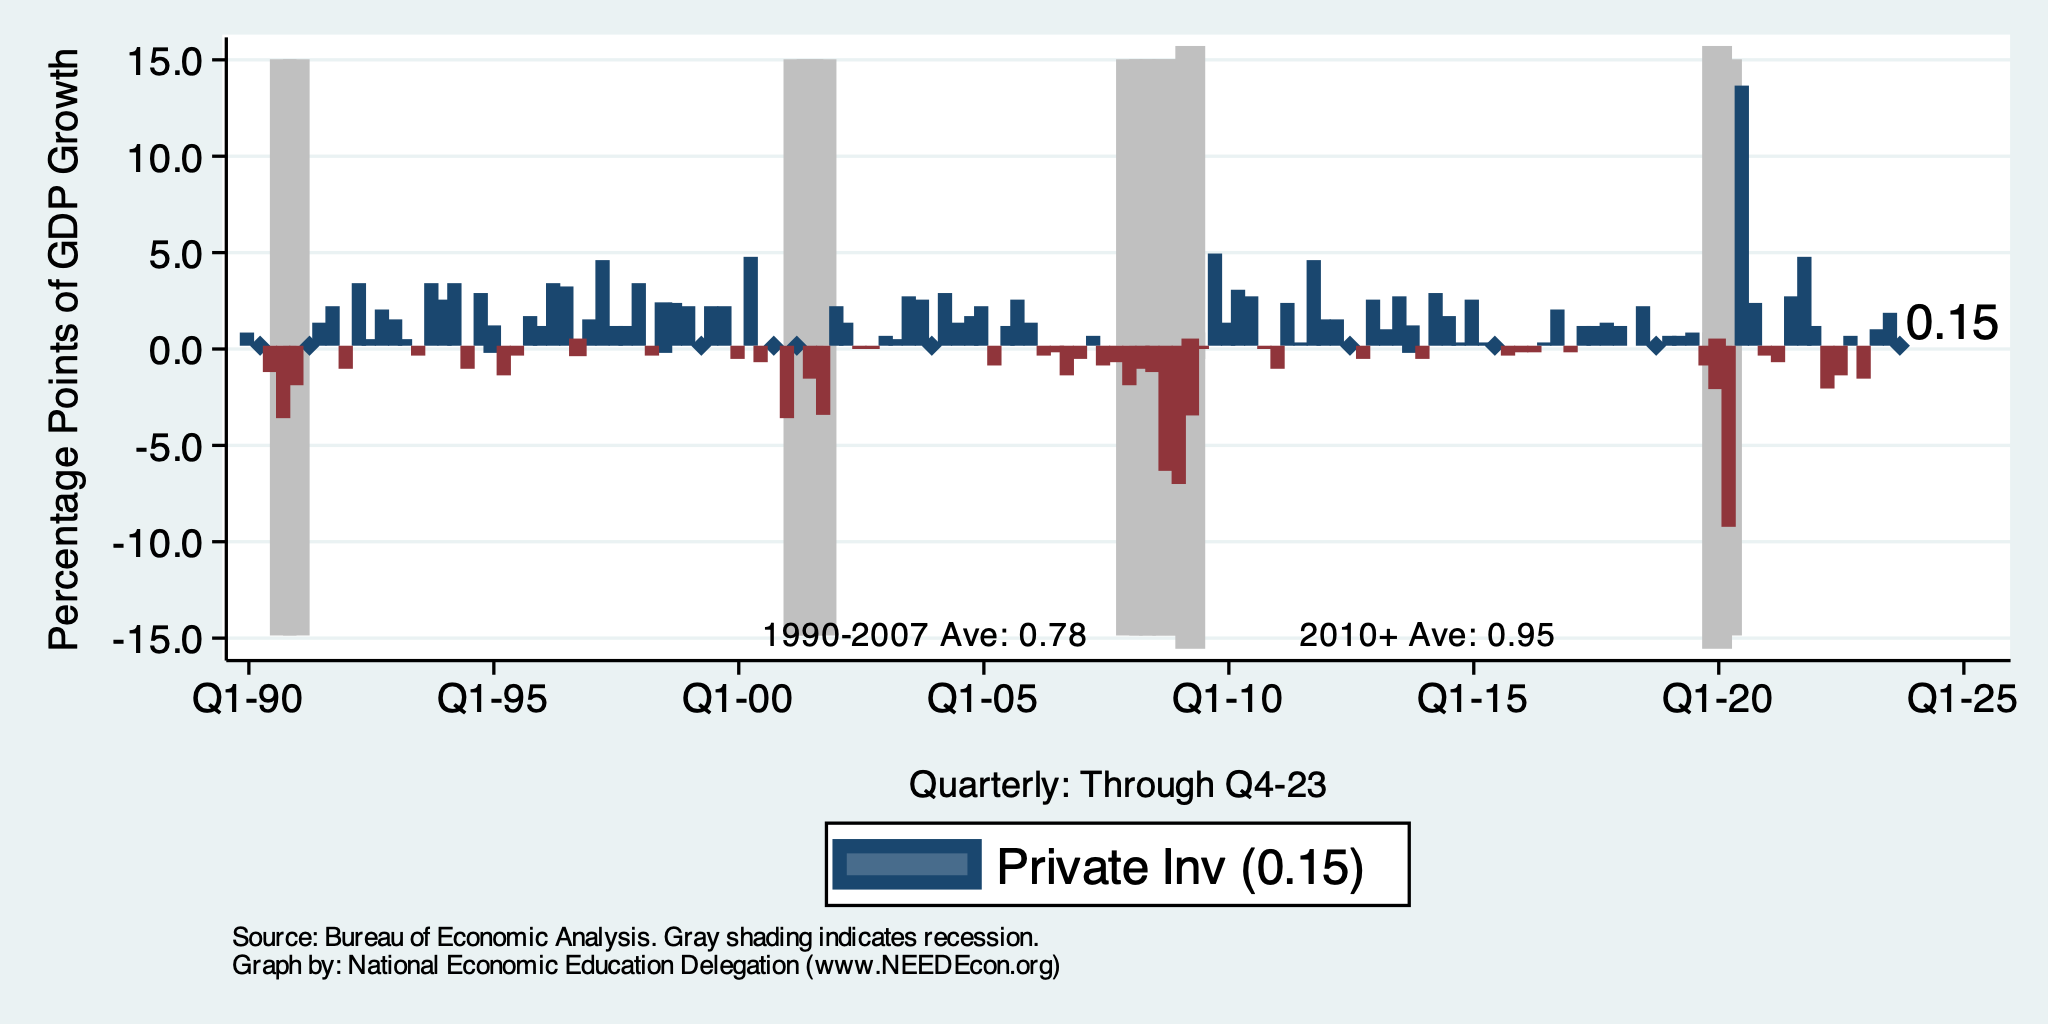 Percentage Points of GDP Growth
15.0
10.0
5.0
0.0
-5.0
-10.0
-15.0
0.15
1990-2007 Ave: 0.78
2010+ Ave: 0.95
Q1-90
Q1-95
Q1-00
Q1-05
Q1-10
Q1-15
Q1-20
Q1-25
Quarterly: Through Q4-23
Private Inv (0.15)
Source: Bureau of Economic Analysis. Gray shading indicates recession.
Graph by: National Economic Education Delegation (www.NEEDEcon.org)